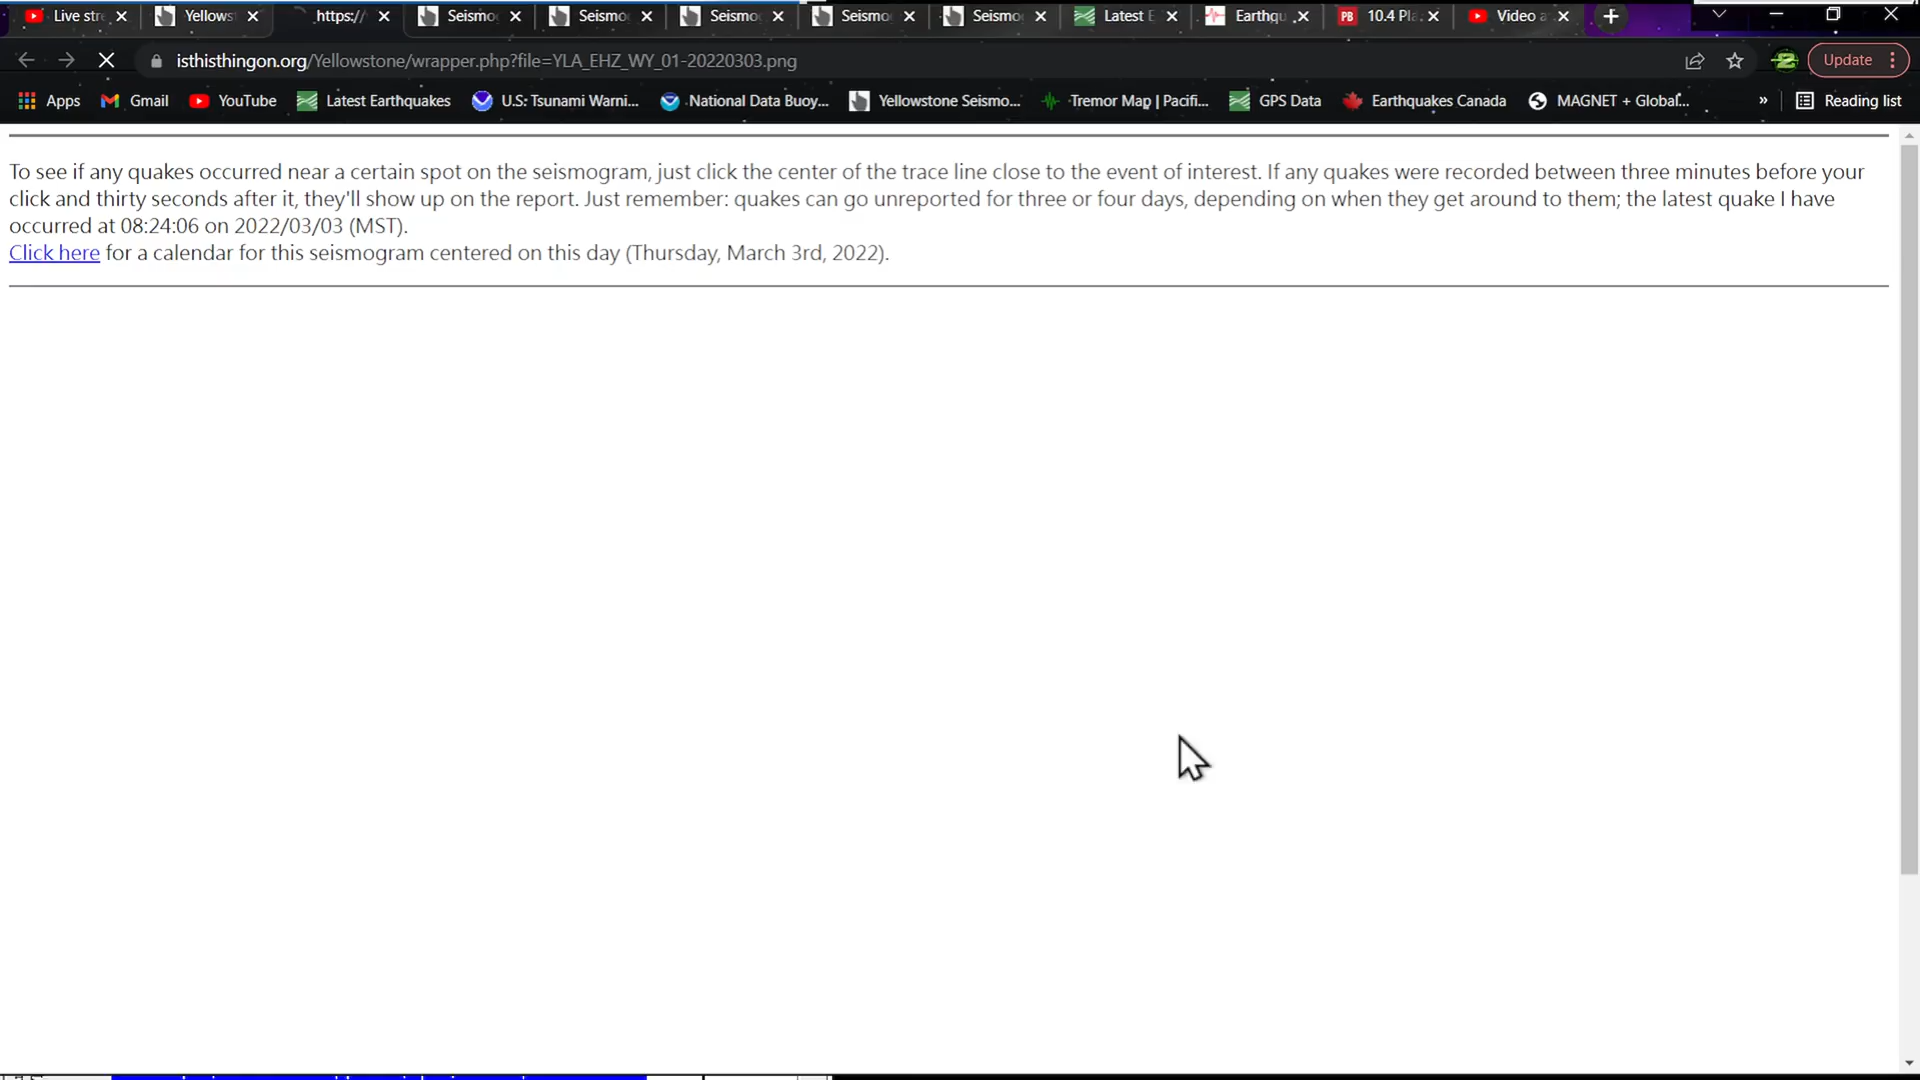 Live stre
Yellows
https://
Seismo
Seismo
Seismo
Seismo
Seismo
Latest E
Earthqu
PB
10.4 Pla
Video a
isthisthingon.org/Yellowstone/wrapper.php?file=YLA_EHZ_WY_01-20220303.png
Update
Apps
Gmail
YouTube
Latest Earthquakes
U.S. Tsunami Warni...
National Data Buoy...
Yellowstone Seismo...
Tremor Map | Pacifi...
GPS Data
Earthquakes Canada
MAGNET + Global...
»
Reading list
To see if any quakes occurred near a certain spot on the seismogram, just click the center of the trace line close to the event of interest. If any quakes were recorded between three minutes before your
click and thirty seconds after it, they'll show up on the report. Just remember: quakes can go unreported for three or four days, depending on when they get around to them; the latest quake I have
occurred at 08:24:06 on 2022/03/03 (MST).
Click here for a calendar for this seismogram centered on this day (Thursday, March 3rd, 2022).